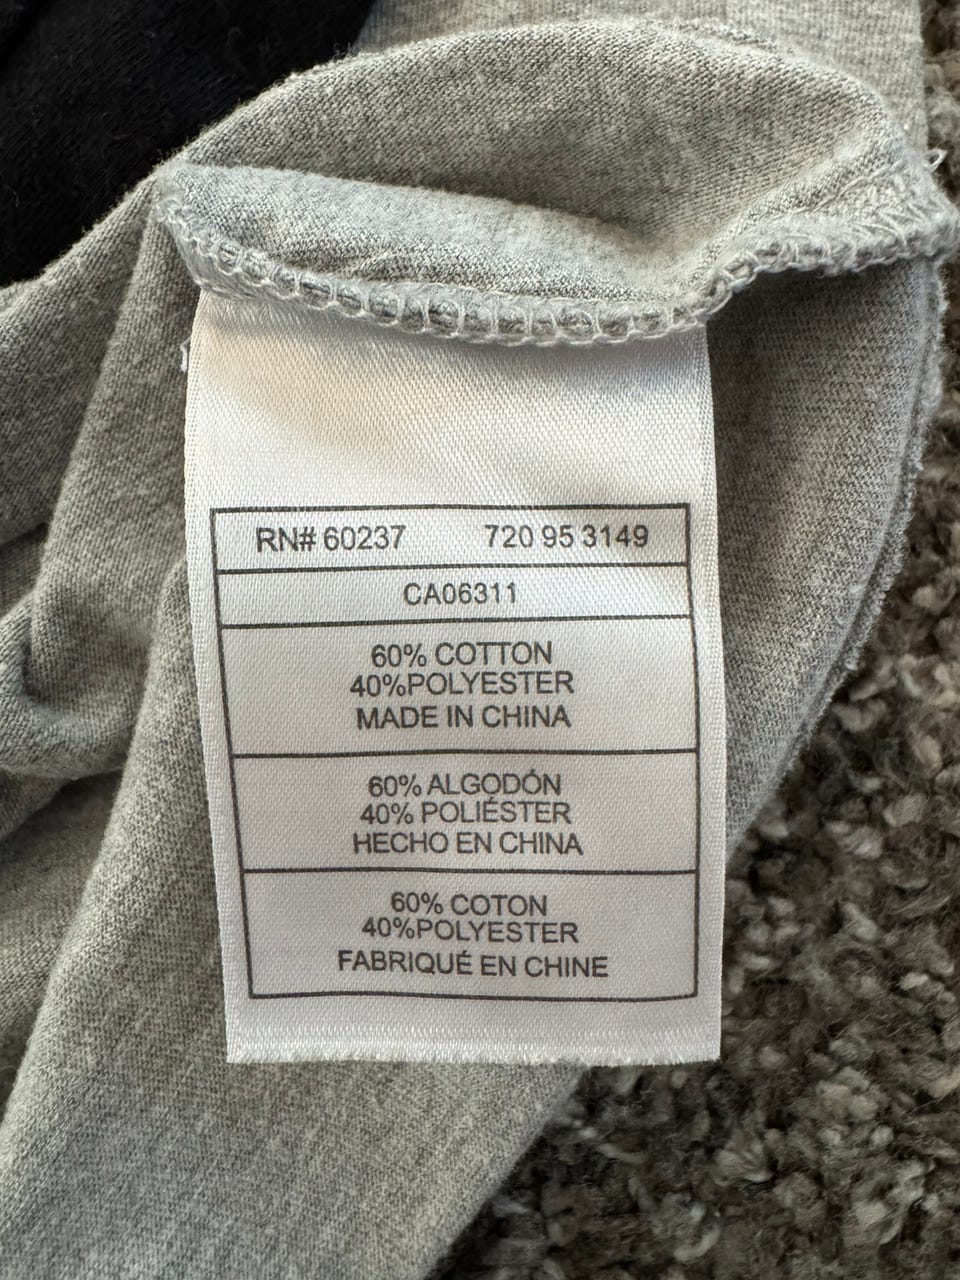 RN# 60237 720 95 3149
CA06311
60% COTTON
40%POLYESTER
MADE IN CHINA
60% ALGODÓN
40% POLIÉSTER
HECHO EN CHINA
60% COTON
40%POLYESTER
FABRIQUÉ EN CHINE